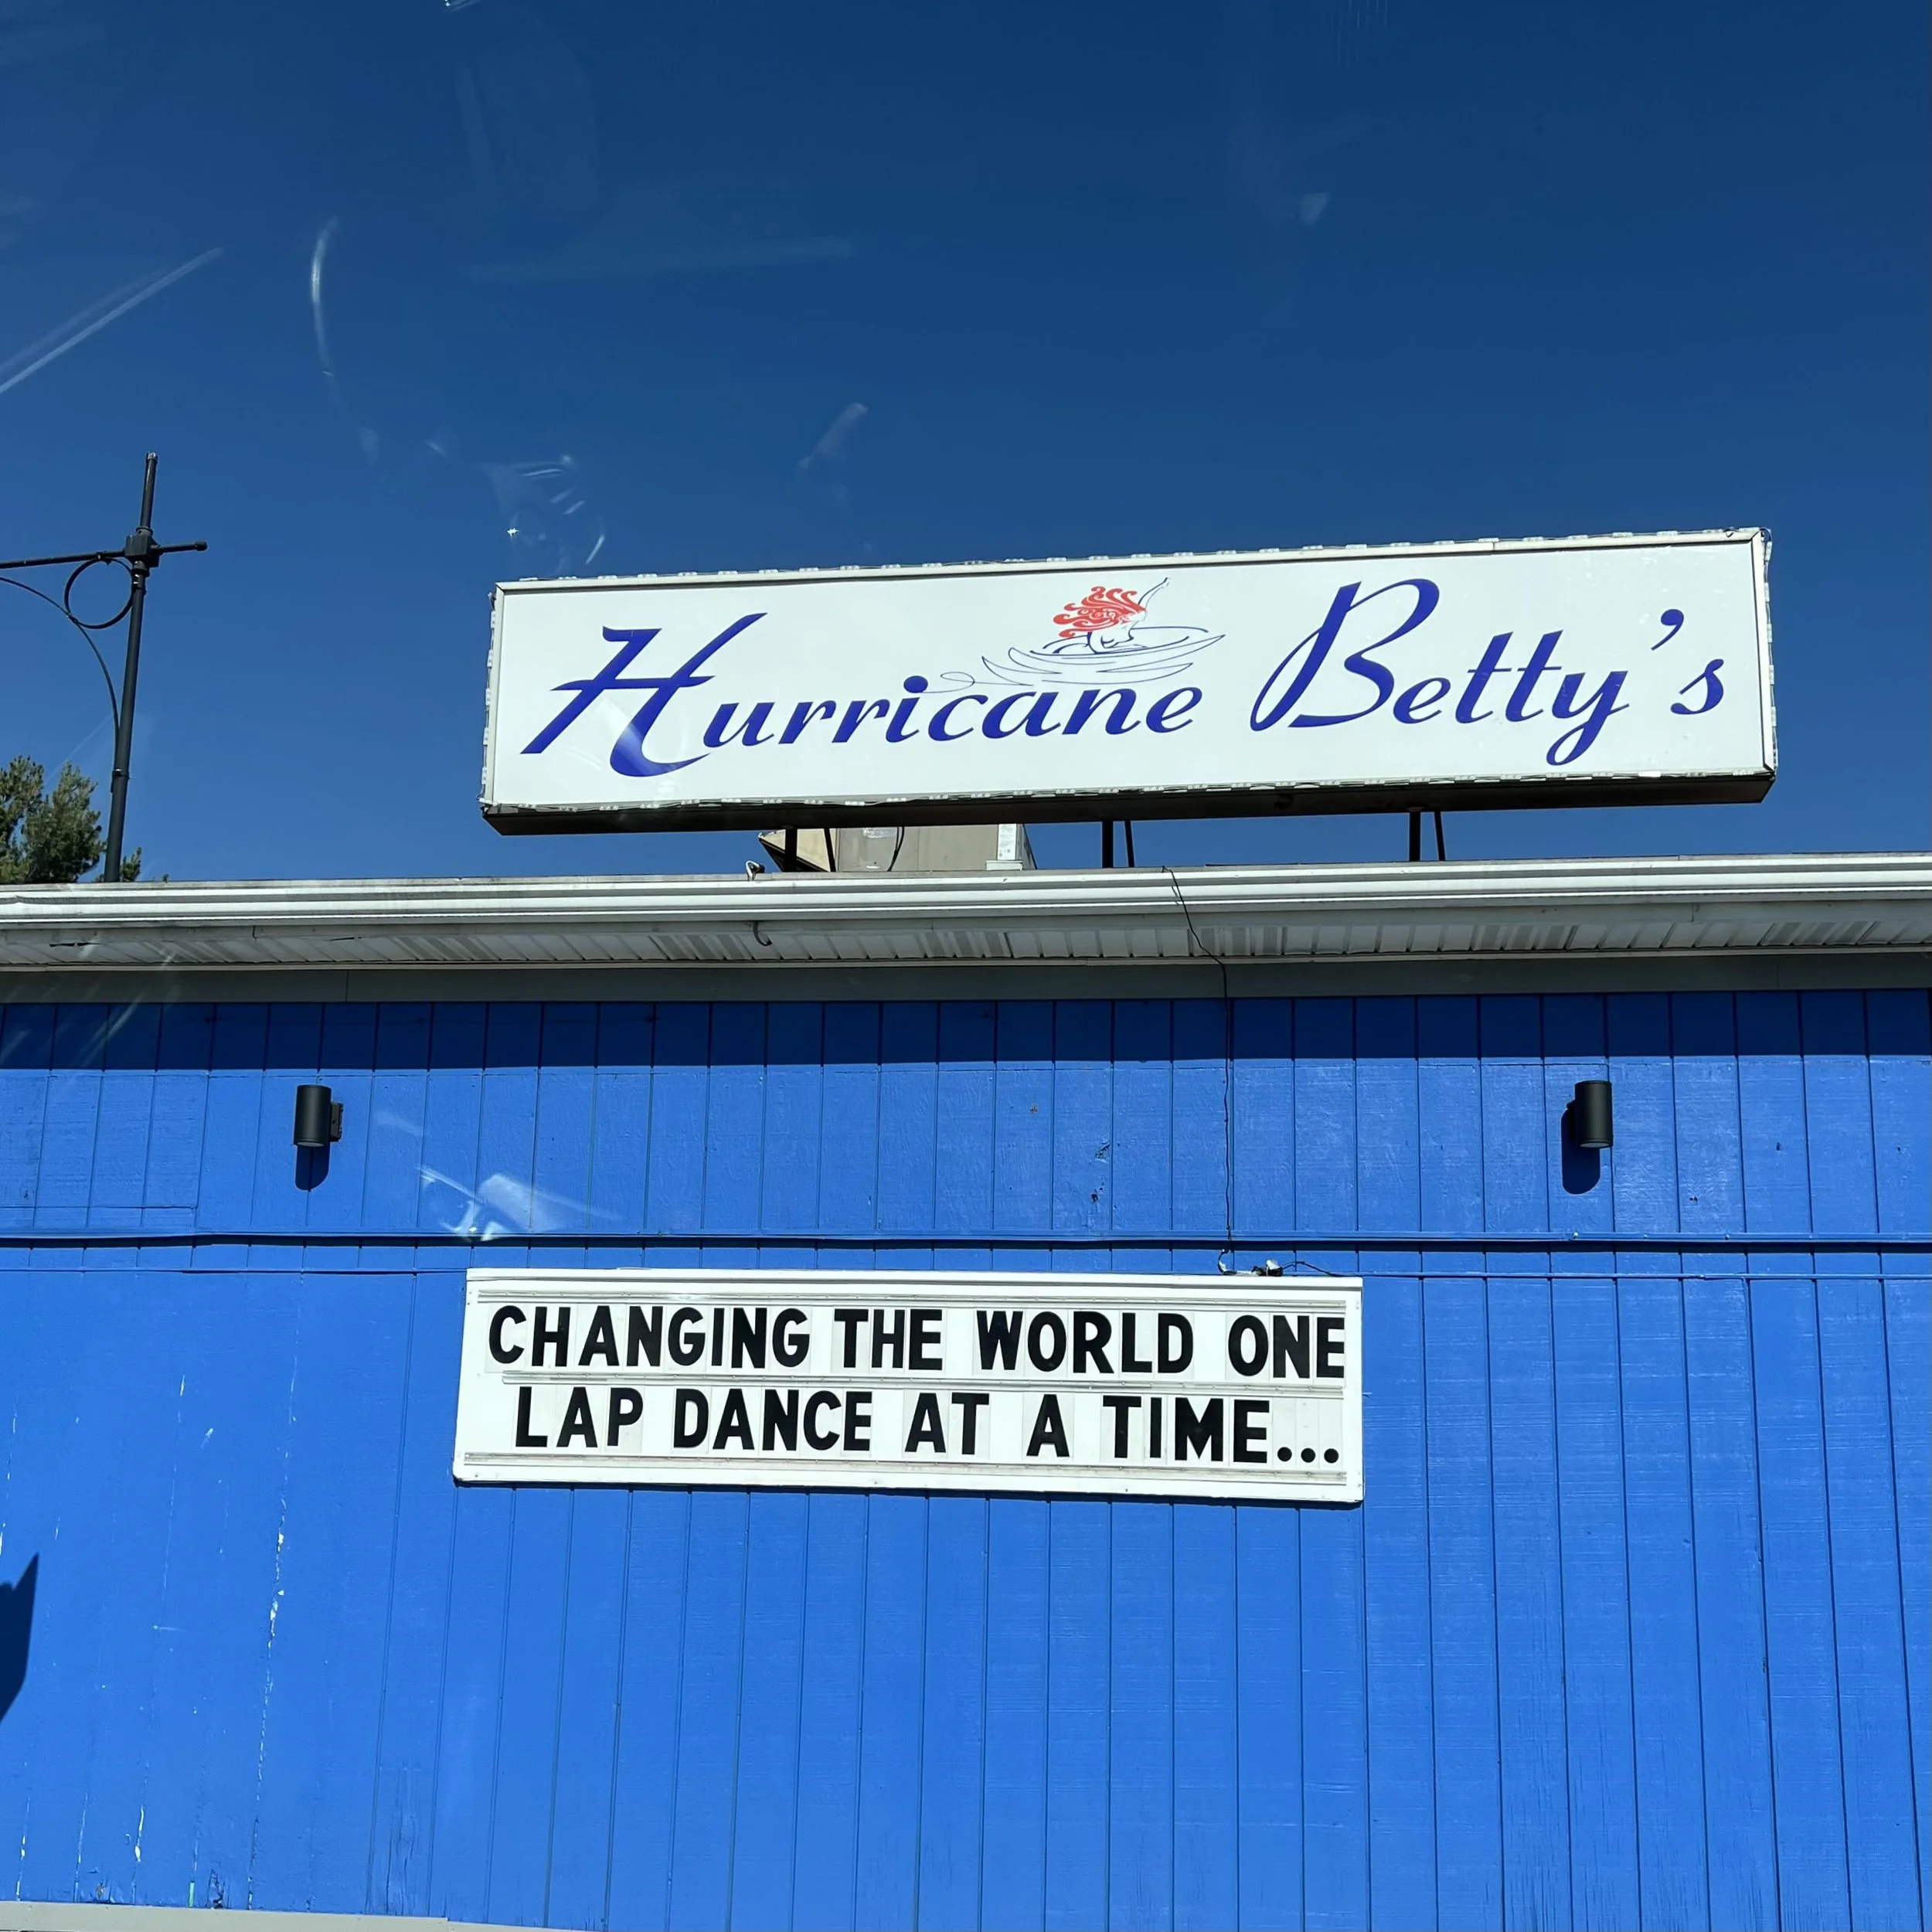 Hurricane Betty's
CHANGING THE WORLD ONE
LAP DANCE AT A TIME...